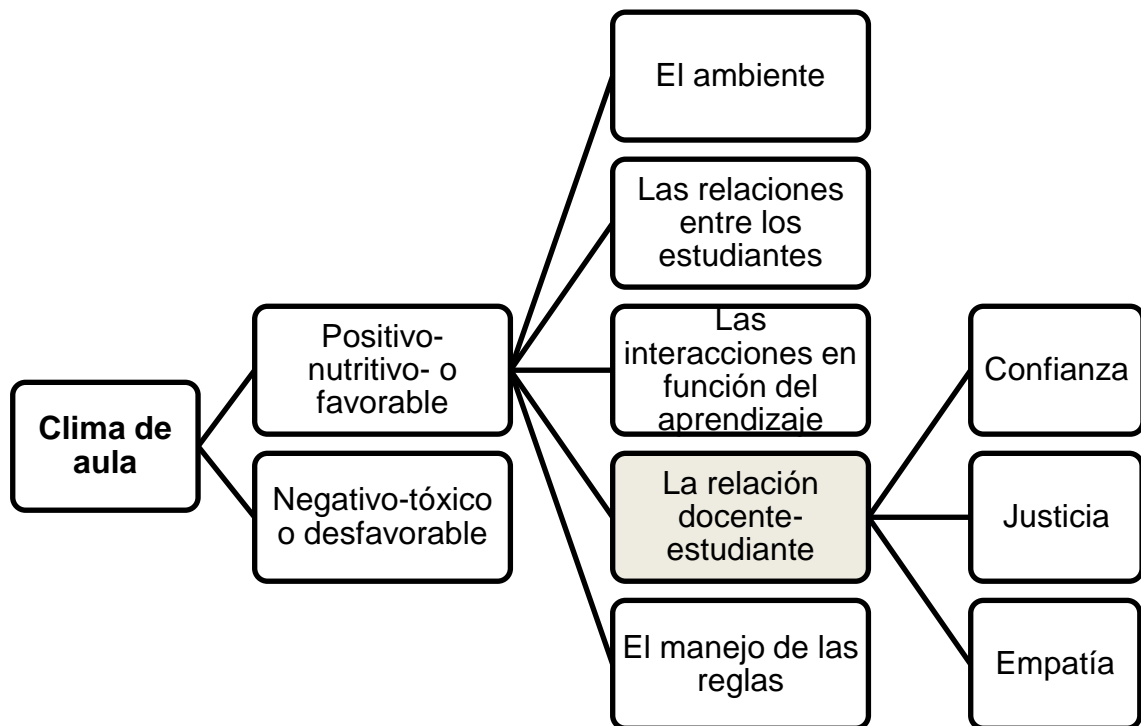 Clima de
aula
Positivo-
nutritivo- o
favorable
Negativo-tóxico
o desfavorable
El ambiente
Las relaciones
entre los
estudiantes
Las
interacciones en
función del
aprendizaje
La relación
docente-
estudiante
El manejo de las
reglas
Confianza
Justicia
Empatía